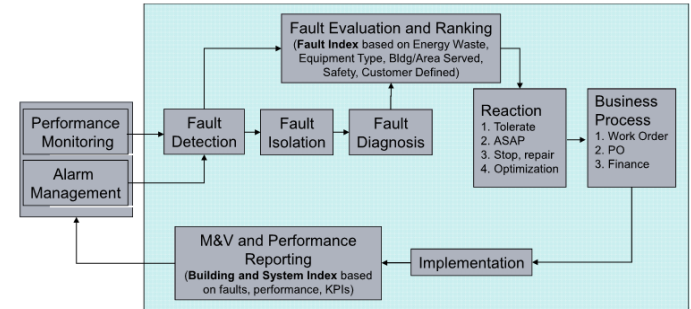 Fault Evaluation and Ranking
(Fault Index based on Energy Waste,
Equipment Type, Bldg/Area Served,
Safety, Customer Defined)
Performance
Monitoring
Alarm
Management
Fault
Detection
Fault
Isolation
Fault
Diagnosis
Reaction
1. Tolerate
2. ASAP
3. Stop, repair
4. Optimization
Business
Process
1. Work Order
2. PO
3. Finance
M&V and Performance
Reporting
(Building and System Index based
on faults, performance, KPIs)
Implementation